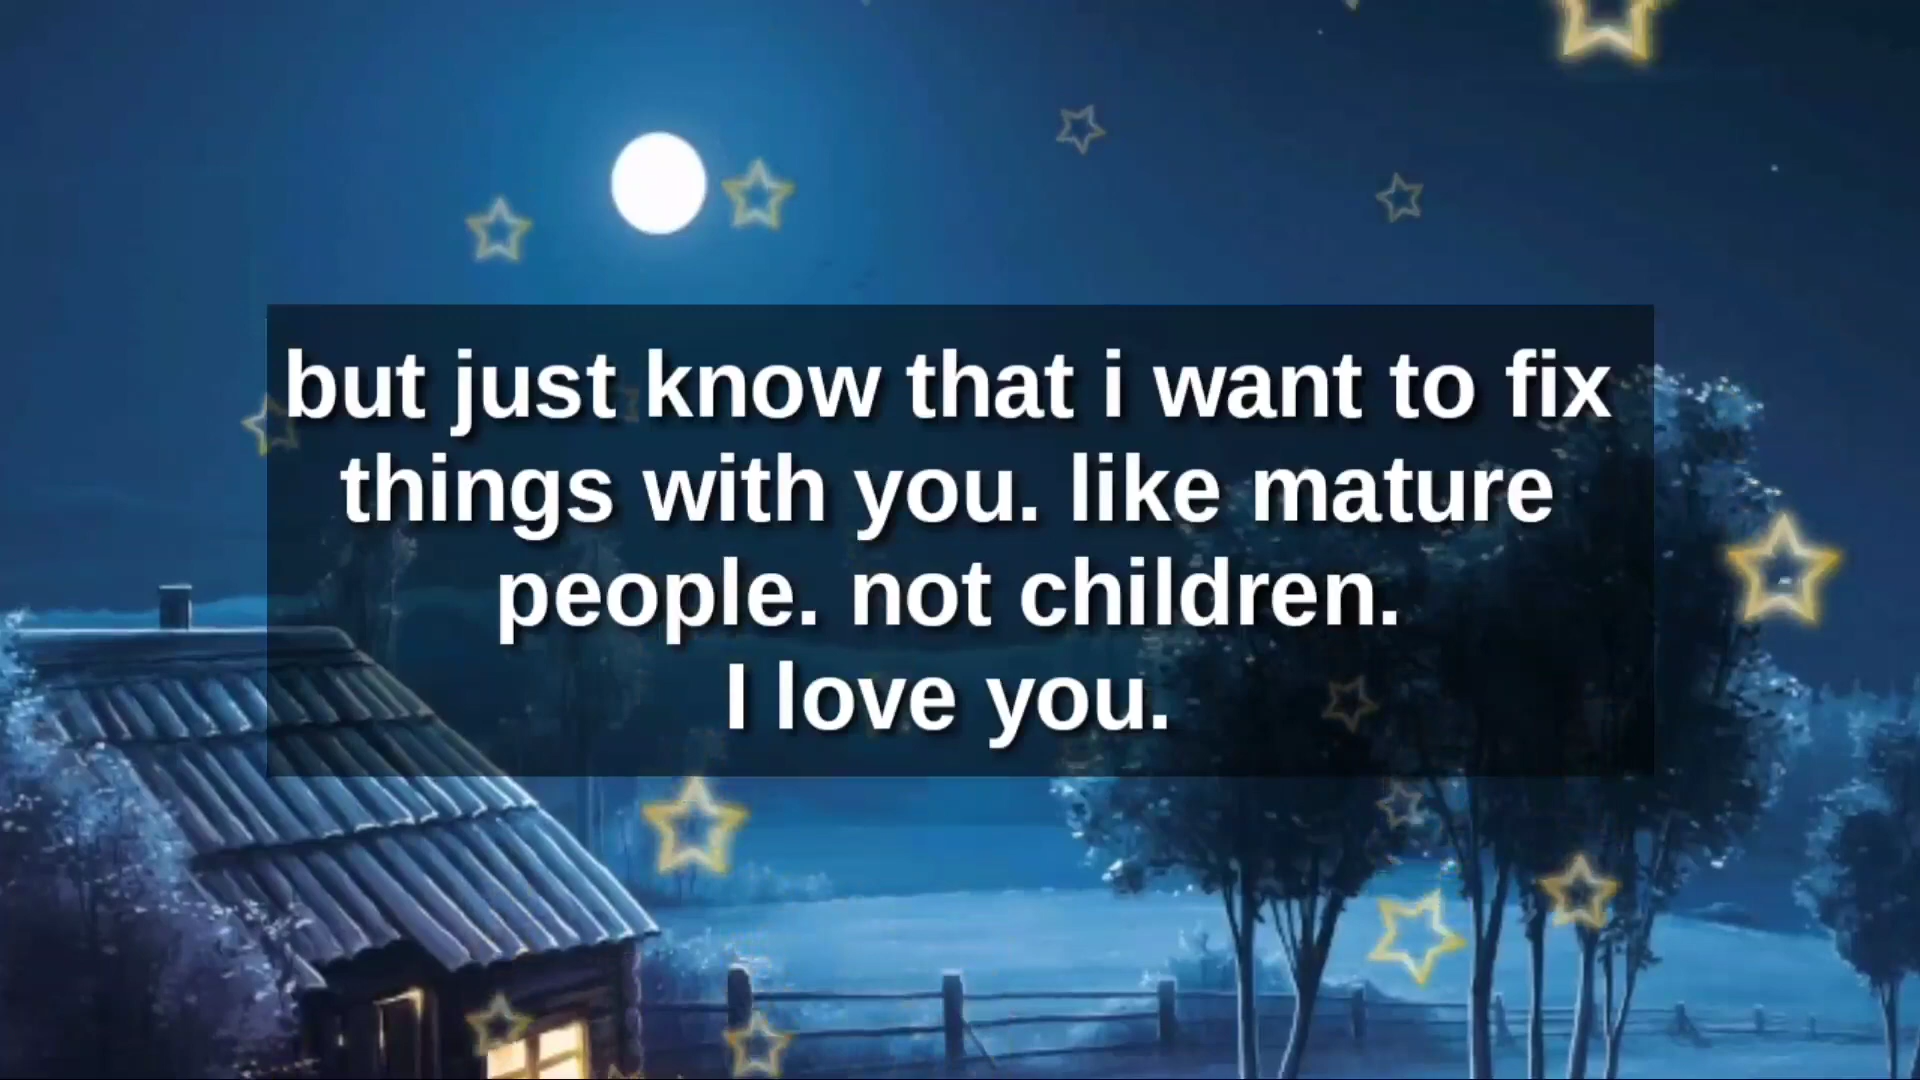 but just know that i want to fix
things with you. like mature
people. not children.
I love you.